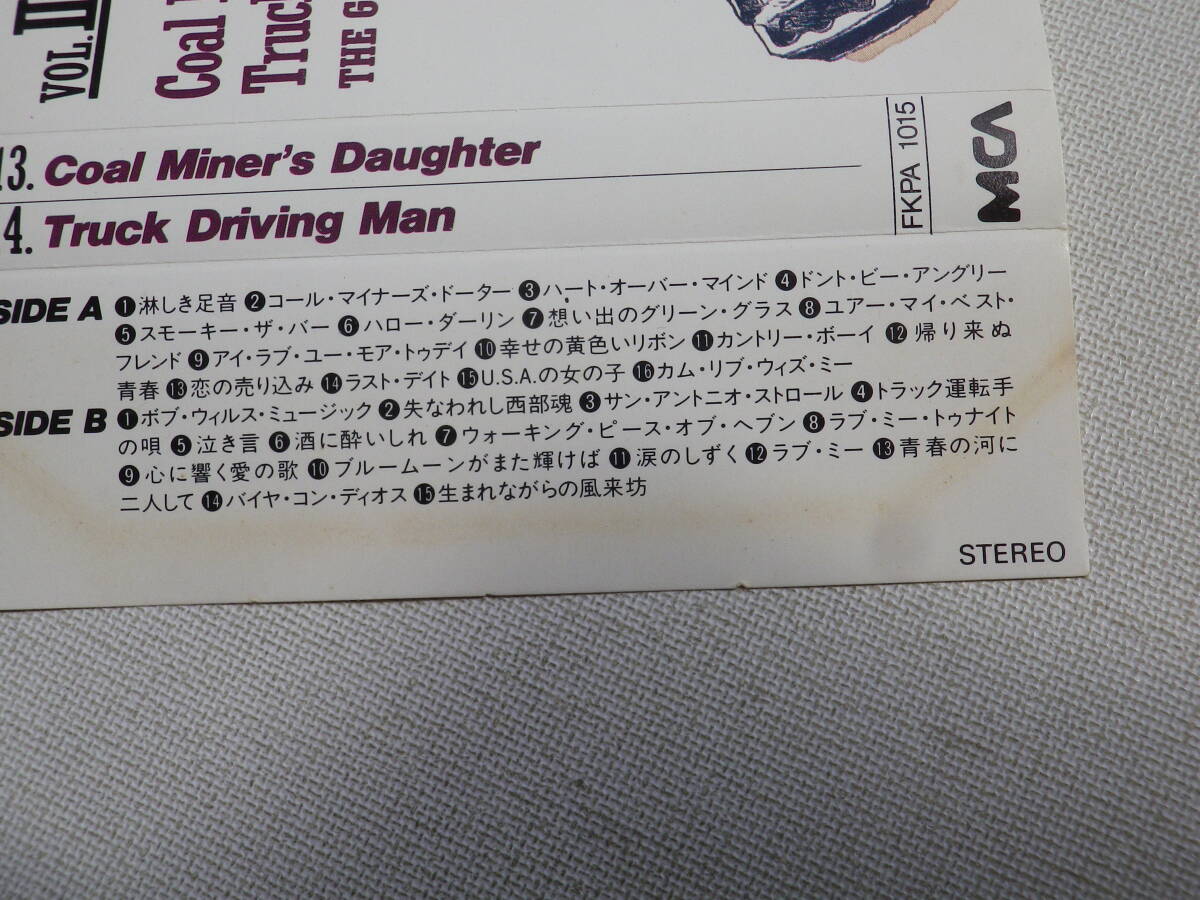 VOL.II
Coal
Truck
THE G
13. Coal Miner's Daughter
4. Truck Driving Man
FKPA 1015
MCA
SIDE A ❶淋しき足音 ❷コール・マイナーズ・ドーター ❸ハート・オーバー・マインド ❹ドント・ビー・アングリー
❺スモーキー・ザ・バー ❻ハロー・ダーリン ❼想い出のグリーン・グラス ❽ユアー・マイ・ベスト・
フレンド ❾アイ・ラブ・ユー・モア・トゥデイ ❿幸せの黄色いリボン ⓫カントリー・ボーイ ⓬帰り来ぬ
青春 ⓭恋の売り込み ⓮ラスト・デイト ⓯U.S.A.の女の子 ⓰カム・リブ・ウィズ・ミー
SIDE B ❶ボブ・ウィルス・ミュージック ❷失なわれし西部魂 ❸サン・アントニオ・ストロール ❹トラック運転手
の唄 ❺泣き言 ❻酒に酔いしれ ❼ウォーキング・ピース・オブ・ヘブン ❽ラブ・ミー・トゥナイト
❾心に響く愛の歌 ❿ブルームーンがまた輝けば ⓫涙のしずく ⓬ラブ・ミー ⓭青春の河に
二人して ⓮バイヤ・コン・ディオス ⓯生まれながらの風来坊
STEREO